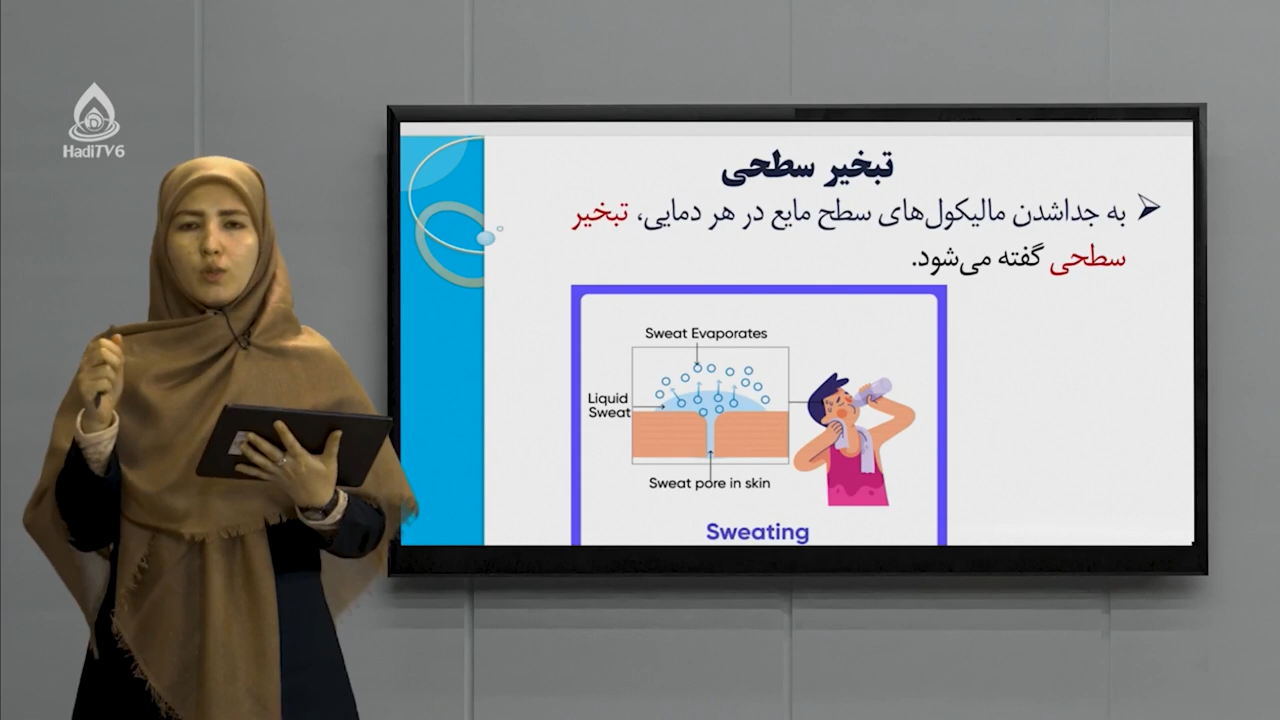 HadiTV6
تبخیر سطحی
به جداشدن مالیکول‌های سطح مایع در هر دمایی، تبخیر
سطحی گفته می‌شود.
Sweat Evaporates
Liquid
Sweat
Sweat pore in skin
Sweating